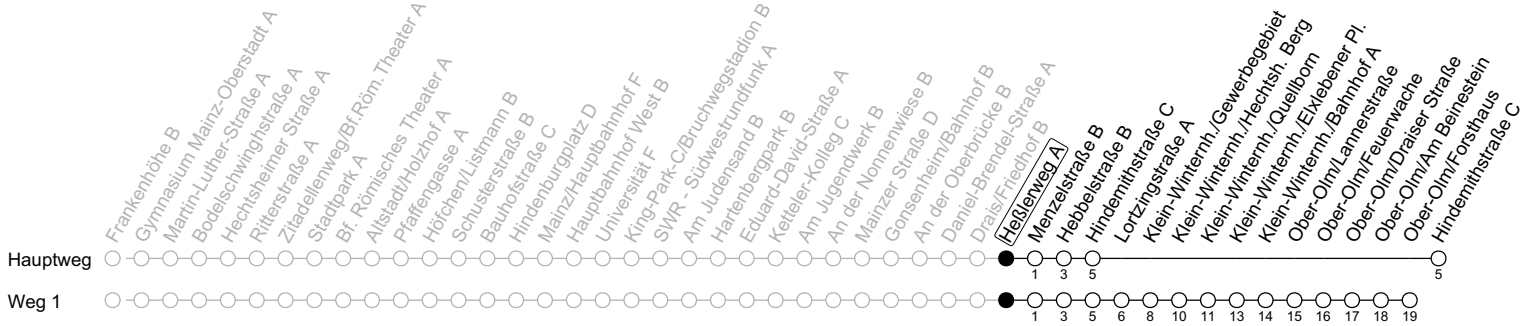 Frankenhöhe B
Gymnasium Mainz-Oberstadt A
Martin-Luther-Straße A
Bodelschwinghstraße A
Hechtsheimer Straße A
Ritterstraße A
Zitadellenweg/Bf.Röm. Theater A
Stadtpark A
Bf. Römisches Theater A
Altstadt/Holzhof A
Pfaffengasse A
Höfchen/Listmann B
Schusterstraße B
Bauhofstraße C
Hindenburgplatz D
Mainz/Hauptbahnhof F
Hauptbahnhof West B
Universität F
King-Park-C/Bruchwegstadion B
SWR - Südwestrundfunk A
Am Judensand B
Hartenbergpark B
Eduard-David-Straße A
Ketteler-Kolleg C
Am Jugendwerk B
An der Nonnenwiese B
Mainzer Straße D
Gonsenheim/Bahnhof B
An der Oberbrücke B
Daniel-Brendel-Straße A
Drais/Friedhof B
Heßlerweg A
Menzelstraße B
Hebbelstraße B
Hindemithstraße C
Lortzingstraße A
Klein-Winternh./Gewerbegebiet
Klein-Winternh./Hechtsh. Berg
Klein-Winternh./Quellborn
Klein-Winternh./Exlebener Pl.
Klein-Winternh./Bahnhof A
Ober-Olm/Lannerstraße
Ober-Olm/Feuerwache
Ober-Olm/Draiser Straße
Ober-Olm/Am Beinestein
Ober-Olm/Forsthaus
Hindemithstraße C
Hauptweg 1 3 5 5
Weg 1 1 3 5 6 8 10 11 13 14 15 16 17 18 19